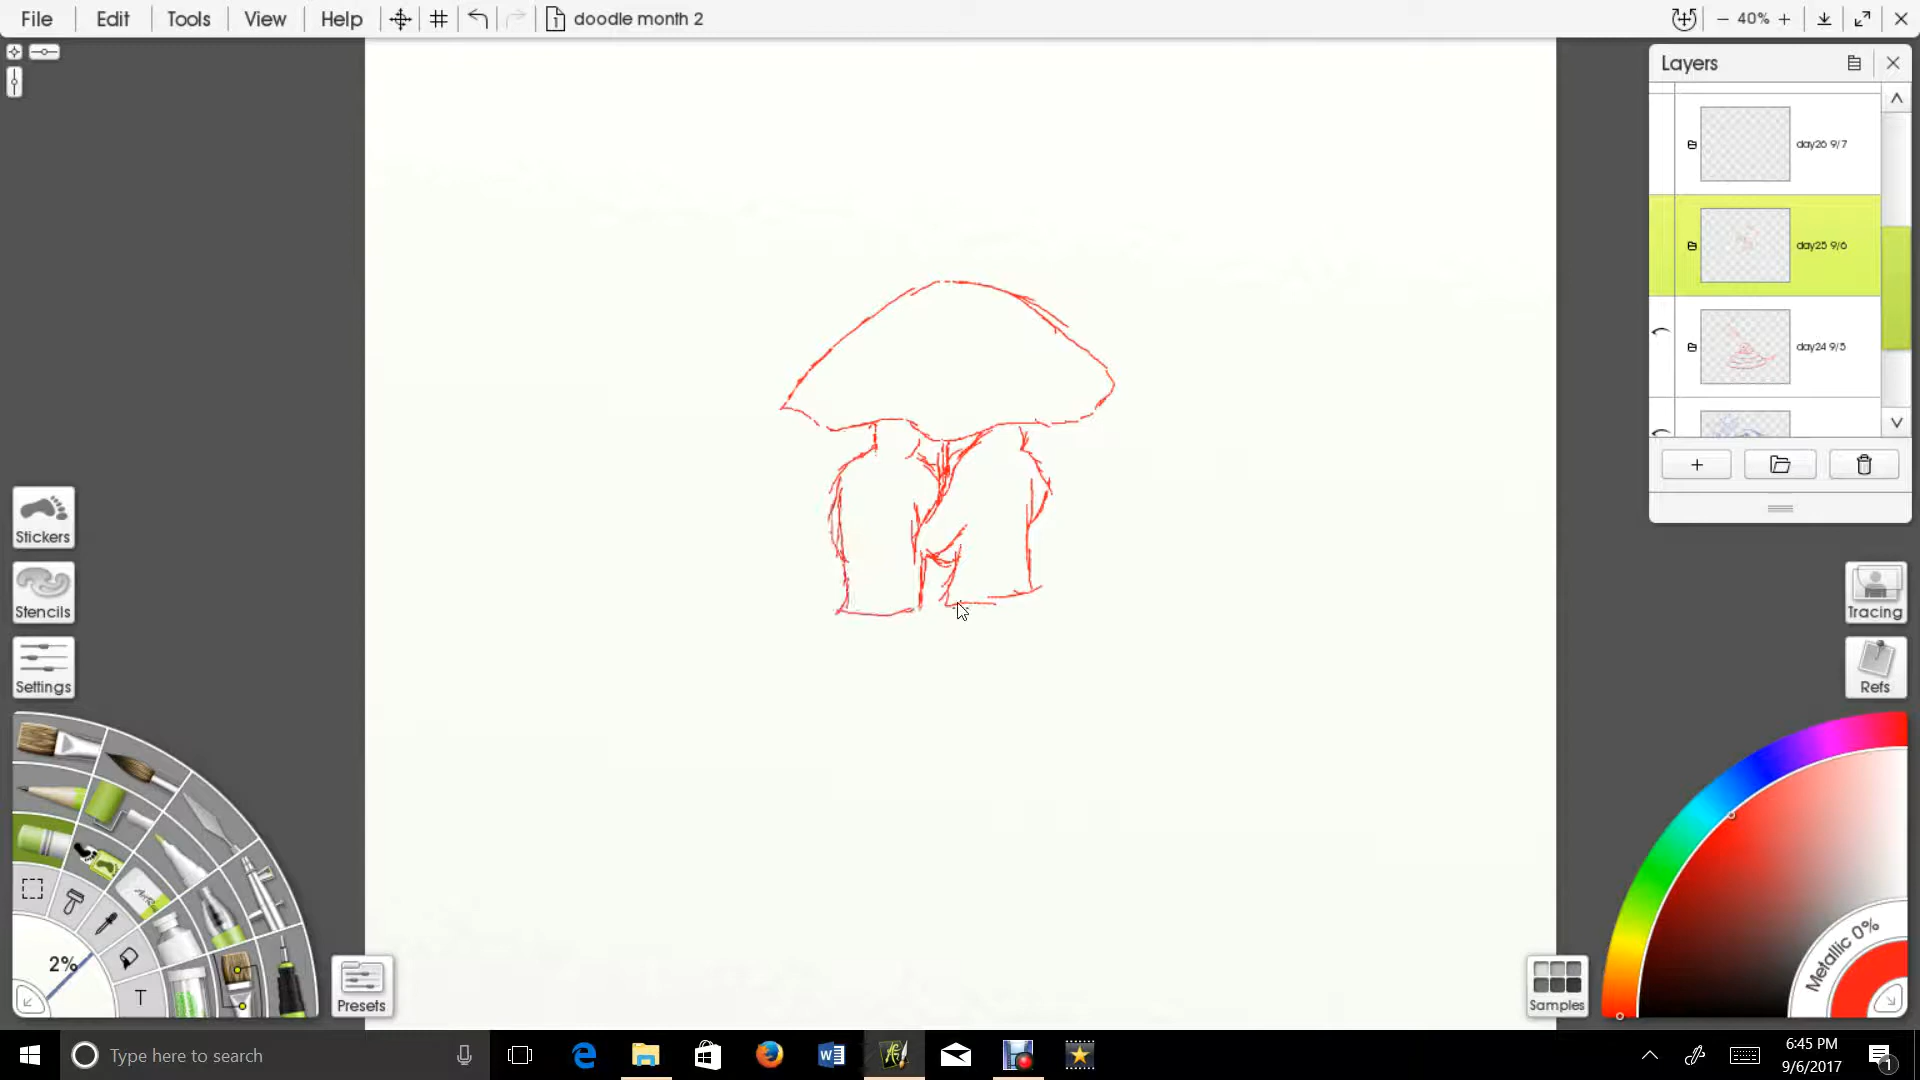 File Edit Tools View Help doodle month 2 40%
Layers
day26 9/7
day25 9/6
day24 9/5
Stickers
Stencils
Settings
Tracing
Refs
2%
T
Presets
Metallic 0%
Samples
Type here to search
6:45 PM
9/6/2017
1